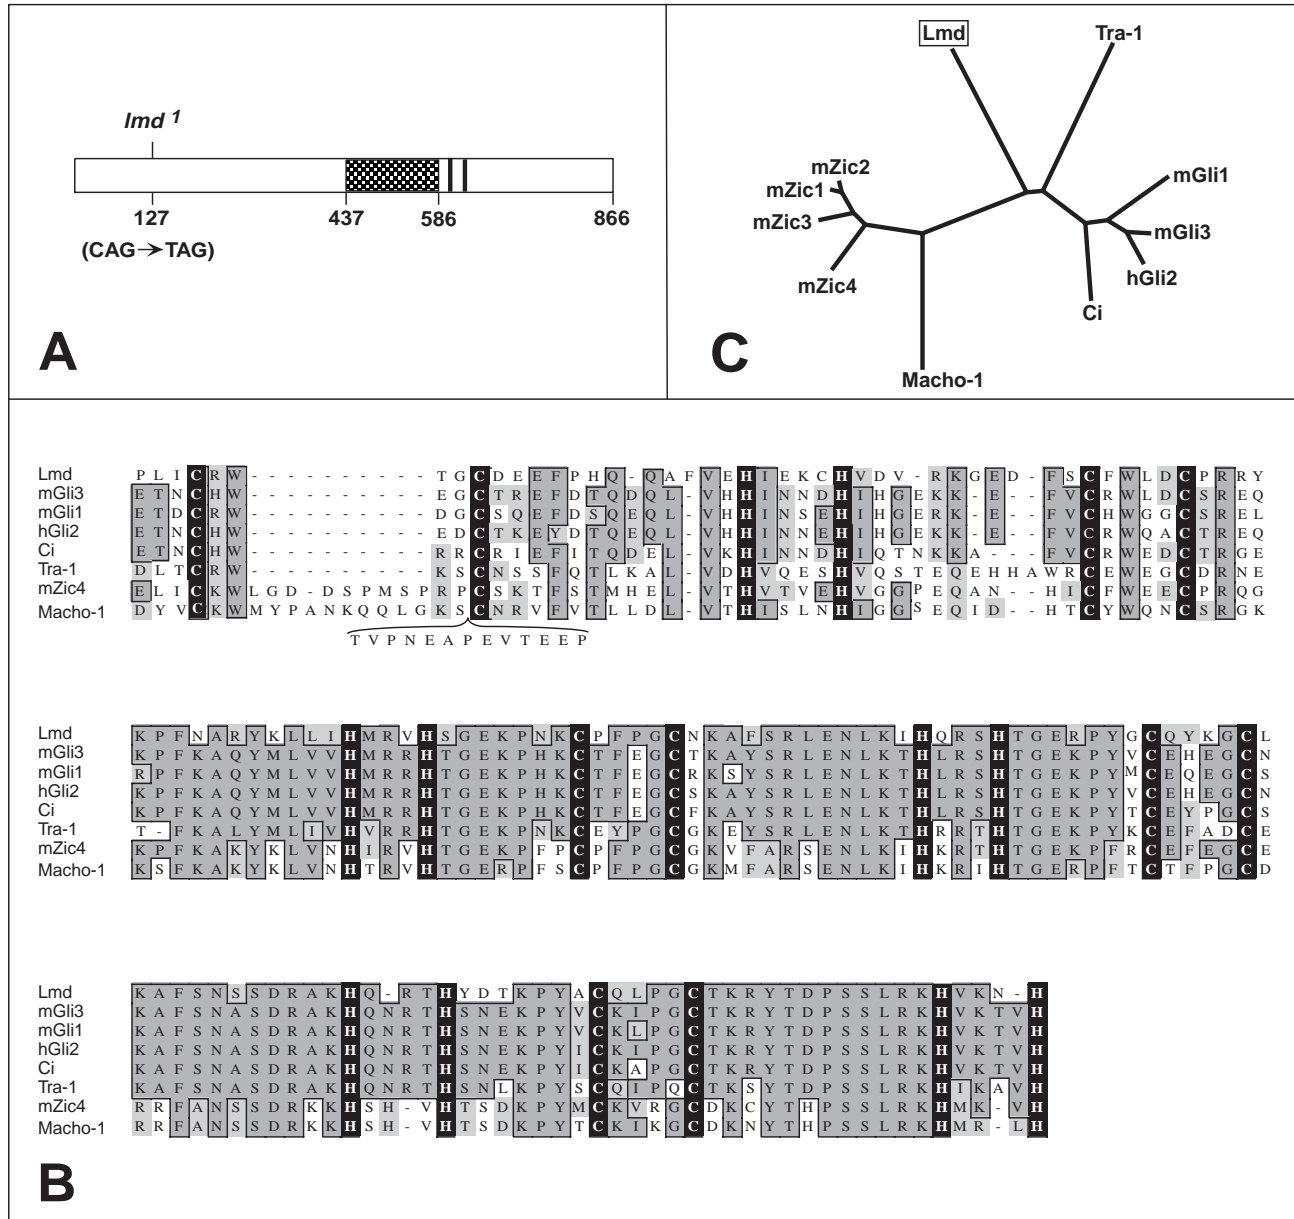 A
lmd 1
127
437
586
866
(CAG→TAG)
C
Lmd
Tra-1
mZic2
mZic1
mZic3
mZic4
Macho-1
mGli1
mGli3
hGli2
Ci
Lmd P L I C R W - - - - - - - - - - T G C D E E F P H Q - Q A F V E H I E K C H V D V - R K G E D - F S C F W L D C P R R Y
mGli3 E T N C H W - - - - - - - - - - E G C T R E F D T Q D Q L - V H H I N N D H I H G E K K - E - - F V C R W L D C S R E Q
mGli1 E T D C R W - - - - - - - - - - D G C S Q E F D S Q E Q L - V H H I N S E H I H G E R K - E - - F V C H W G G C S R E L
hGli2 E T N C H W - - - - - - - - - - E D C T K E Y D T Q E Q L - V H H I N N E H I H G E K K - E - - F V C R W Q A C T R E Q
Ci E T N C H W - - - - - - - - - - R R C R I E F I T Q D E L - V K H I N N D H I Q T N K K A - - - F V C R W E D C T R G E
Tra-1 D L T C R W - - - - - - - - - - K S C N S S F Q T L K A L - V D H V Q E S H V Q S T E Q E H H A W R C E W E G C D R N E
mZic4 E L I C K W L G D - D S P M S P R P C S K T F S T M H E L - V T H V T V E H V G G P E Q A N - - H I C F W E E C P R Q G
Macho-1 D Y V C K W M Y P A N K Q Q L G K S C N R V F V T L L D L - V T H I S L N H I G G S E Q I D - - H T C Y W Q N C S R G K
T V P N E A P E V T E E P
Lmd K P F N A R Y K L L I H M R V H S G E K P N K C P F P G C N K A F S R L E N L K I H Q R S H T G E R P Y G C Q Y K G C L
mGli3 K P F K A Q Y M L V V H M R R H T G E K P H K C T F E G C T K A Y S R L E N L K T H L R S H T G E K P Y V C E H E G C N
mGli1 R P F K A Q Y M L V V H M R R H T G E K P H K C T F E G C R K S Y S R L E N L K T H L R S H T G E K P Y M C E Q E G C S
hGli2 K P F K A Q Y M L V V H M R R H T G E K P H K C T F E G C S K A Y S R L E N L K T H L R S H T G E K P Y V C E H E G C N
Ci K P F K A Q Y M L V V H M R R H T G E K P H K C T F E G C F K A Y S R L E N L K T H L R S H T G E K P Y T C E Y P G C S
Tra-1 T - F K A L Y M L I V H V R R H T G E K P N K C E Y P G C G K E Y S R L E N L K T H R R T H T G E K P Y K C E F A D C E
mZic4 K P F K A K Y K L V N H I R V H T G E K P F P C P F P G C G K V F A R S E N L K I H K R T H T G E K P F R C E F E G C E
Macho-1 K S F K A K Y K L V N H T R V H T G E R P F S C P F P G C G K M F A R S E N L K I H K R I H T G E R P F T C T F P G C D
Lmd K A F S N S S D R A K H Q - R T H Y D T K P Y A C Q L P G C T K R Y T D P S S L R K H V K N - H
mGli3 K A F S N A S D R A K H Q N R T H S N E K P Y V C K I P G C T K R Y T D P S S L R K H V K T V H
mGli1 K A F S N A S D R A K H Q N R T H S N E K P Y V C K L P G C T K R Y T D P S S L R K H V K T V H
hGli2 K A F S N A S D R A K H Q N R T H S N E K P Y I C K I P G C T K R Y T D P S S L R K H V K T V H
Ci K A F S N A S D R A K H Q N R T H S N E K P Y I C K A P G C T K R Y T D P S S L R K H V K T V H
Tra-1 K A F S N A S D R A K H Q N R T H S N L K P Y S C Q I P Q C T K S Y T D P S S L R K H I K A V H
mZic4 R R F A N S S D R K K H S H - V H T S D K P Y M C K V R G C D K C Y T H P S S L R K H M K - V H
Macho-1 R R F A N S S D R K K H S H - V H T S D K P Y T C K I K G C D K N Y T H P S S L R K H M R - L H
B